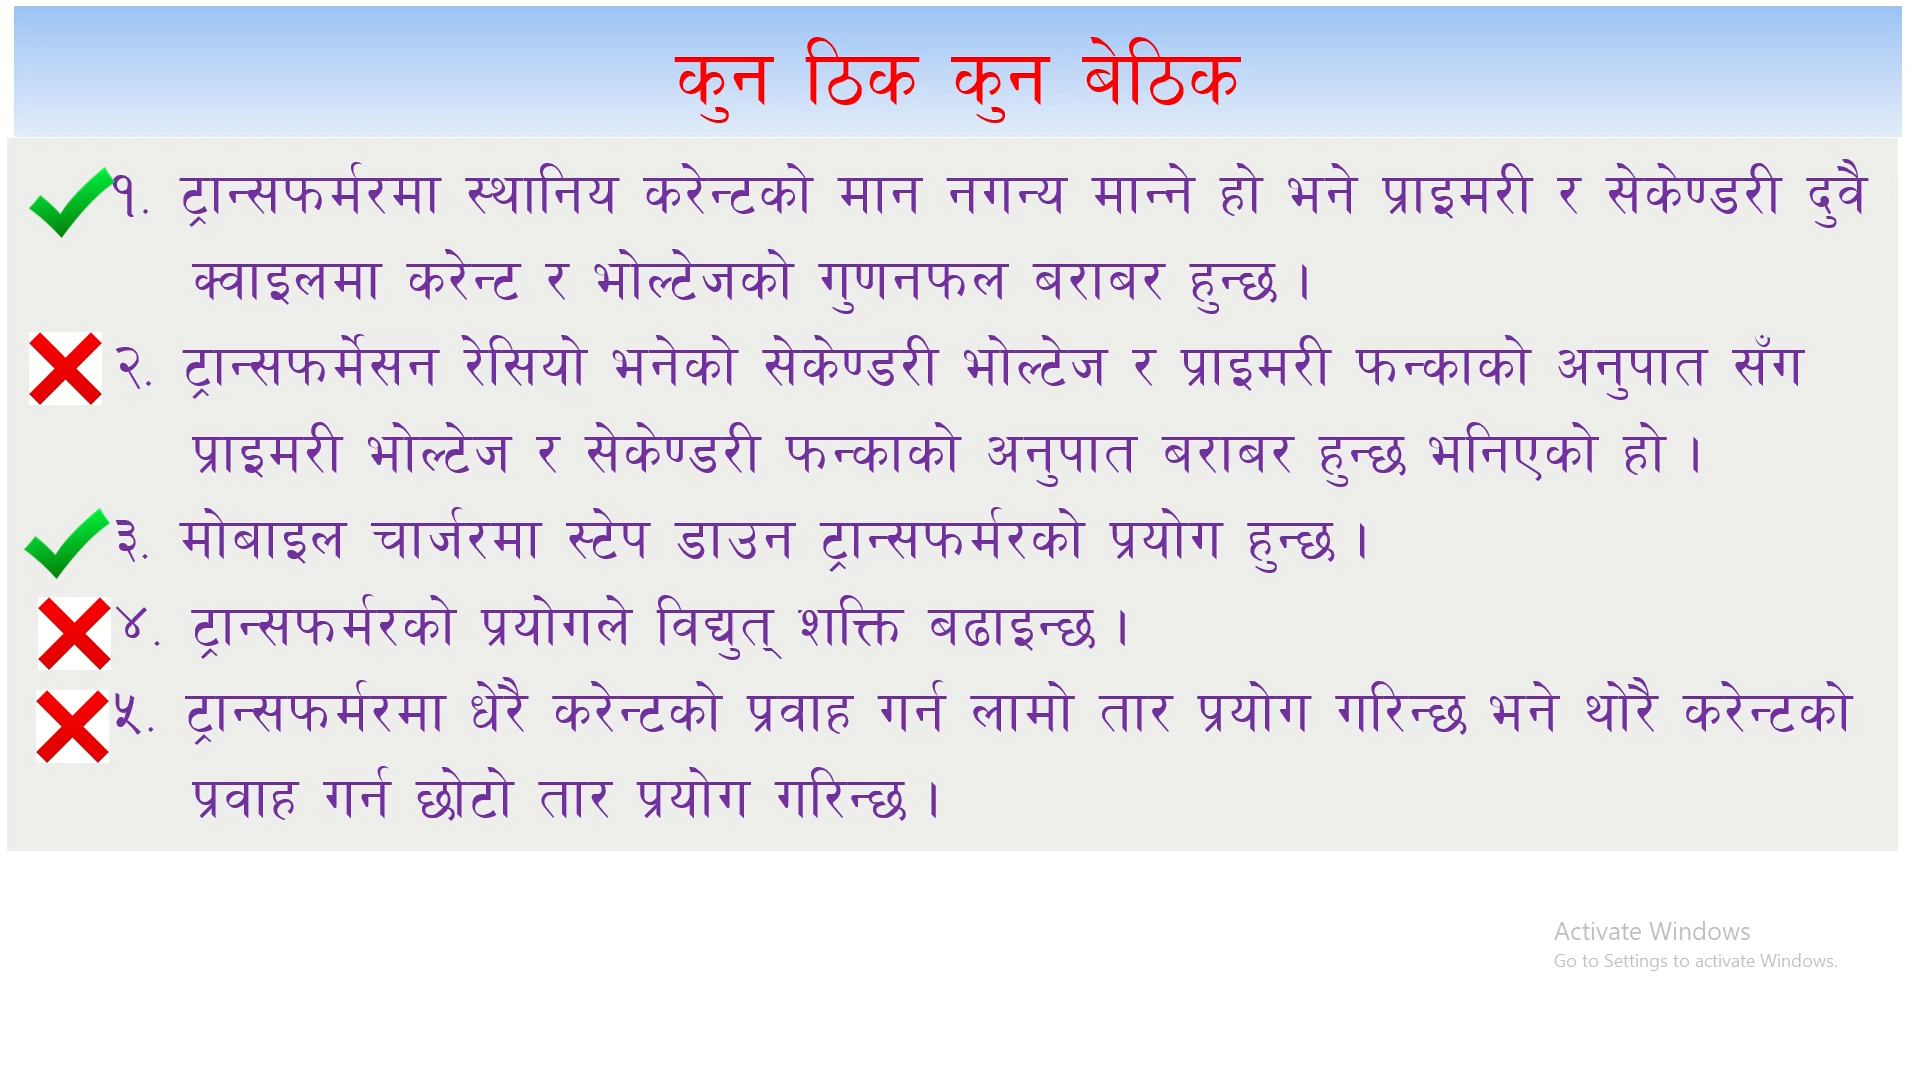 कुन ठिक कुन बेठिक
१. ट्रान्सफर्मरमा स्थानिय करेन्टको मान नगन्य मान्ने हो भने प्राइमरी र सेकेण्डरी दुवै
क्वाइलमा करेन्ट र भोल्टेजको गुणनफल बराबर हुन्छ ।
२. ट्रान्सफर्मेसन रेसियो भनेको सेकेण्डरी भोल्टेज र प्राइमरी फन्काको अनुपात सँग
प्राइमरी भोल्टेज र सेकेण्डरी फन्काको अनुपात बराबर हुन्छ भनिएको हो ।
३. मोबाइल चार्जरमा स्टेप डाउन ट्रान्सफर्मरको प्रयोग हुन्छ ।
४. ट्रान्सफर्मरको प्रयोगले विद्युत् शक्ति बढाइन्छ ।
५. ट्रान्सफर्मरमा धेरै करेन्टको प्रवाह गर्न लामो तार प्रयोग गरिन्छ भने थोरै करेन्टको
प्रवाह गर्न छोटो तार प्रयोग गरिन्छ ।
Activate Windows
Go to Settings to activate Windows.